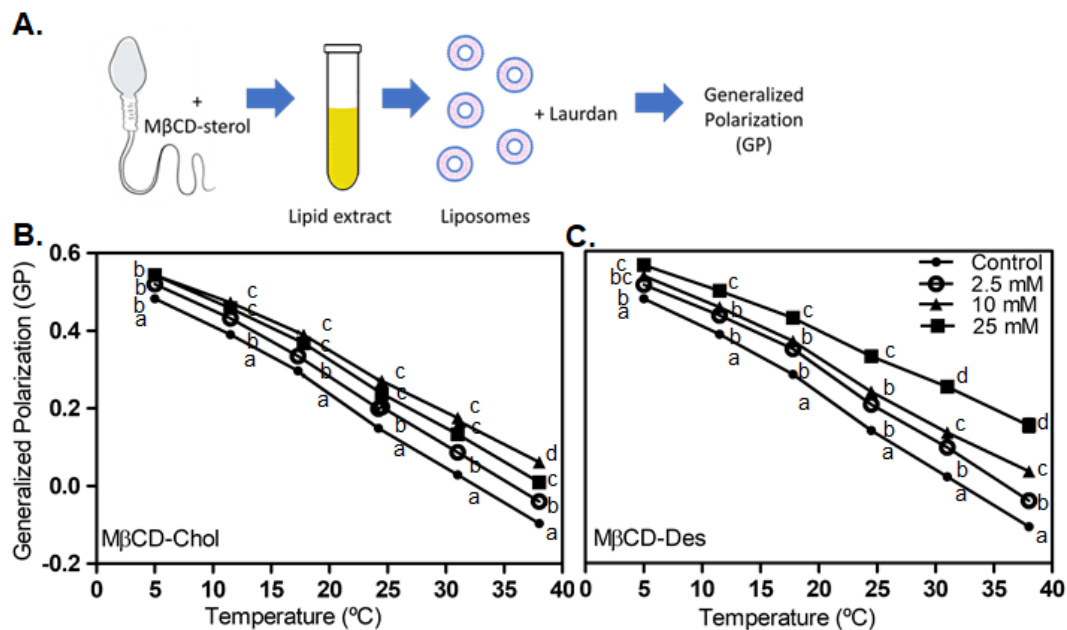 A.
+
MβCD-sterol
Lipid extract
Liposomes
+ Laurdan
Generalized
Polarization
(GP)
B.
Generalized Polarization (GP)
0.6
0.4
0.2
0.0
-0.2
b
b
b
a
c
c
b
a
c
c
b
a
c
c
b
a
c
c
b
a
d
c
b
a
MβCD-Chol
0 5 10 15 20 25 30 35 40
Temperature (ºC)
C.
Control
2.5 mM
10 mM
25 mM
c
bc
b
a
c
b
b
a
c
b
b
a
c
b
b
a
d
c
b
a
d
c
b
a
MβCD-Des
0 5 10 15 20 25 30 35 40
Temperature (ºC)